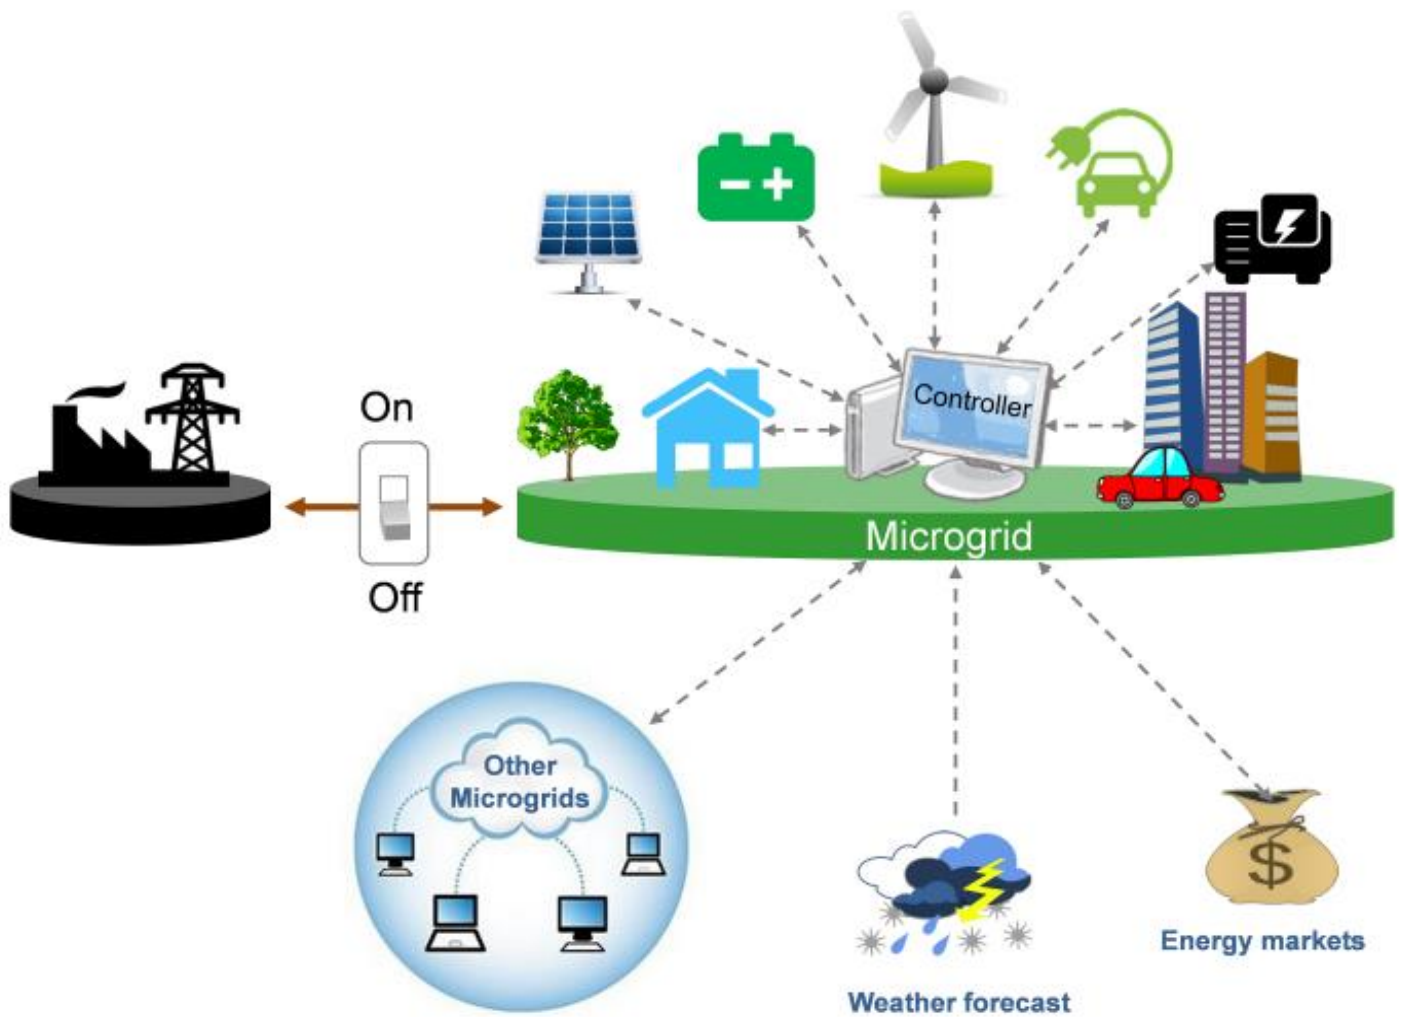 On
Off
Controller
Microgrid
Other
Microgrids
$
Weather forecast
Energy markets